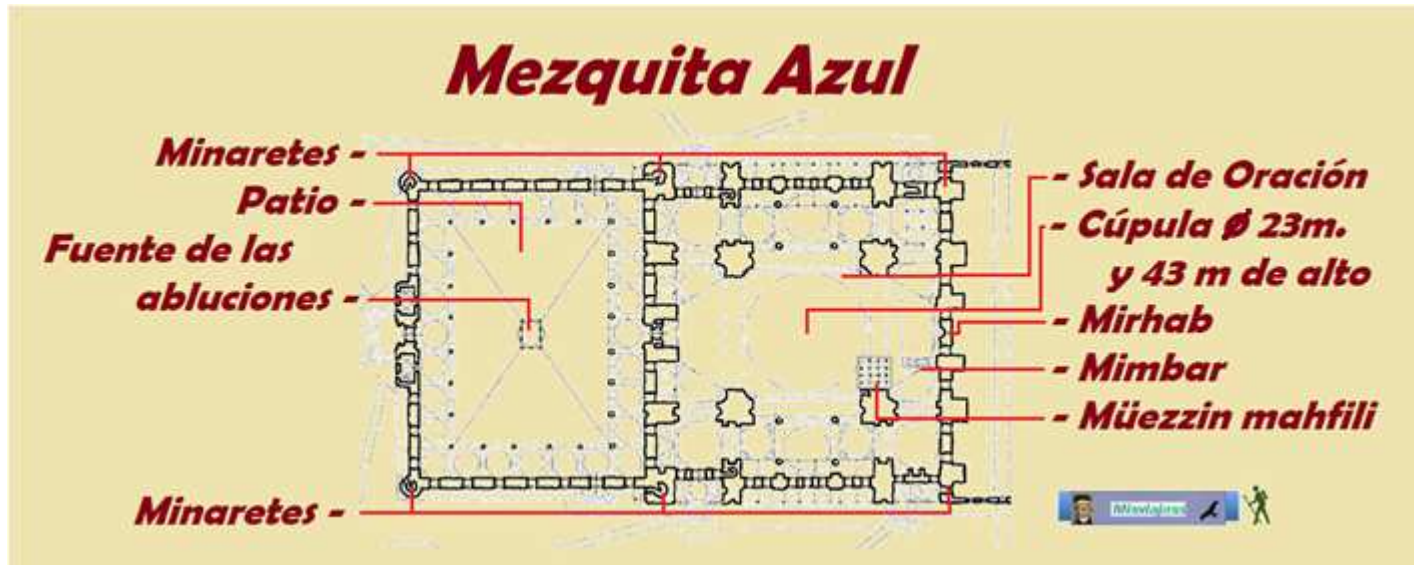 Mezquita Azul
Minaretes -
Patio -
Fuente de las
abluciones -
Minaretes -
- Sala de Oración
- Cúpula Ø 23m.
y 43 m de alto
- Mirhab
- Mimbar
- Müezzin mahfili